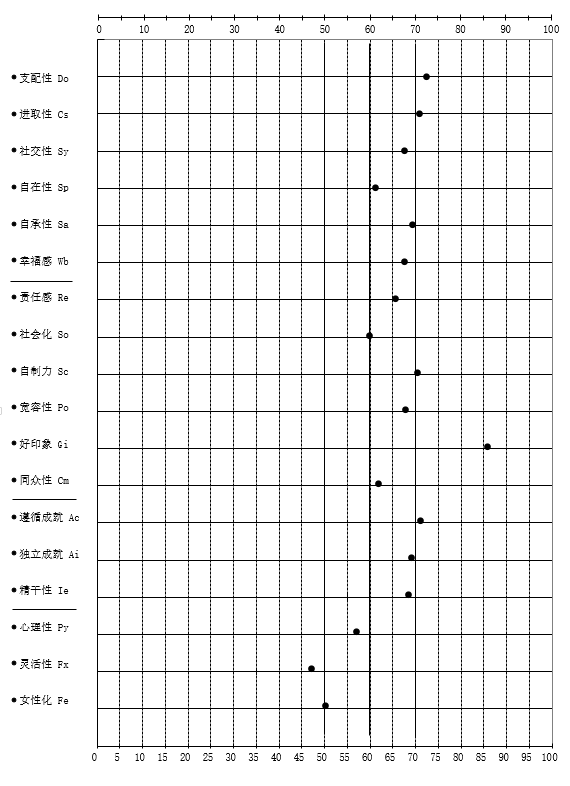 0 10 20 30 40 50 60 70 80 90 100
● 支配性 Do
● 进取性 Cs
● 社交性 Sy
● 自在性 Sp
● 自承性 Sa
● 幸福感 Wb
● 责任感 Re
● 社会化 So
● 自制力 Sc
● 宽容性 Po
● 好印象 Gi
● 同众性 Cm
● 遵循成就 Ac
● 独立成就 Ai
● 精干性 Ie
● 心理性 Py
● 灵活性 Fx
● 女性化 Fe
0 5 10 15 20 25 30 35 40 45 50 55 60 65 70 75 80 85 90 95 100